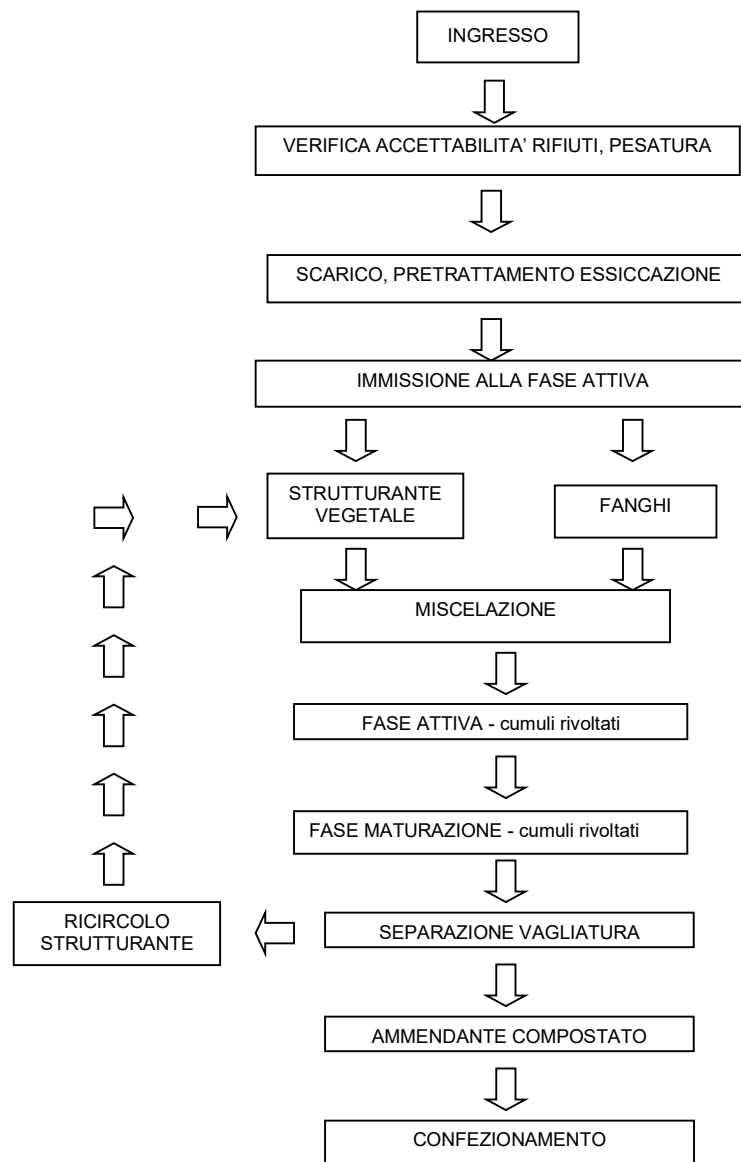 INGRESSO
VERIFICA ACCETTABILITA' RIFIUTI, PESATURA
SCARICO, PRETRATTAMENTO ESSICCAZIONE
IMMISSIONE ALLA FASE ATTIVA
STRUTTURANTE
VEGETALE
FANGHI
MISCELAZIONE
FASE ATTIVA - cumuli rivoltati
FASE MATURAZIONE - cumuli rivoltati
RICIRCOLO
STRUTTURANTE
SEPARAZIONE VAGLIATURA
AMMENDANTE COMPOSTATO
CONFEZIONAMENTO